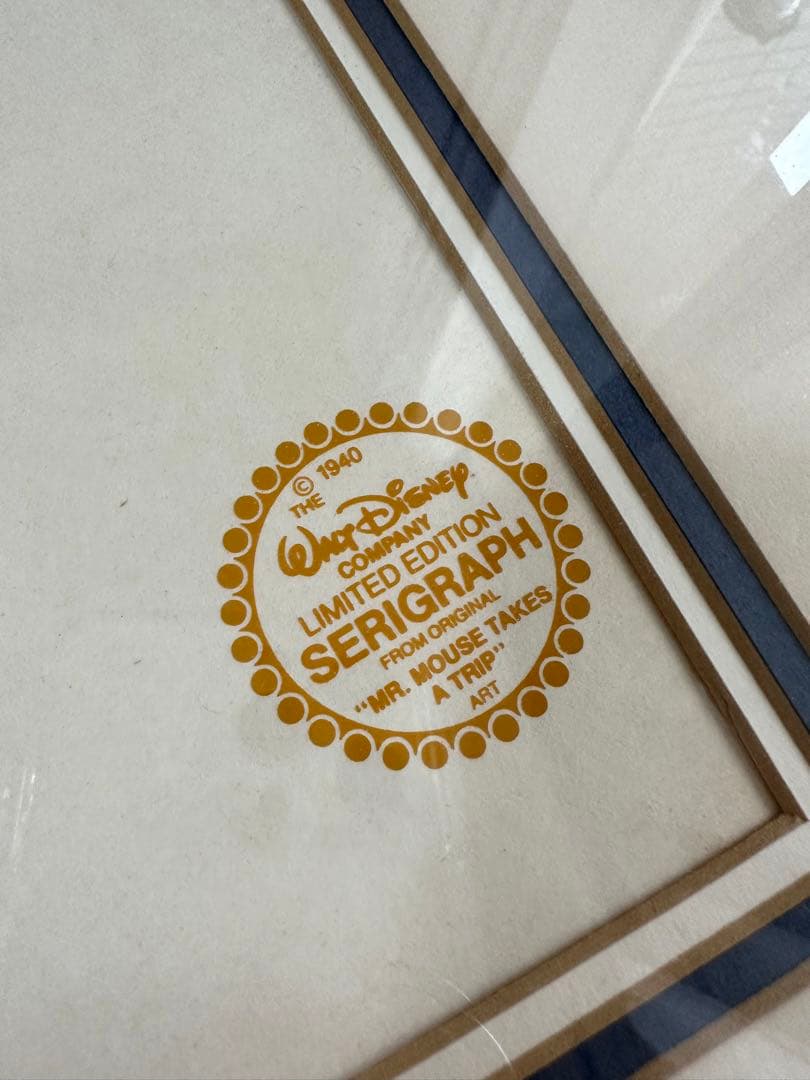 © 1940
THE
Walt Disney
COMPANY
LIMITED EDITION
SERIGRAPH
FROM ORIGINAL
"MR. MOUSE TAKES
A TRIP"
ART